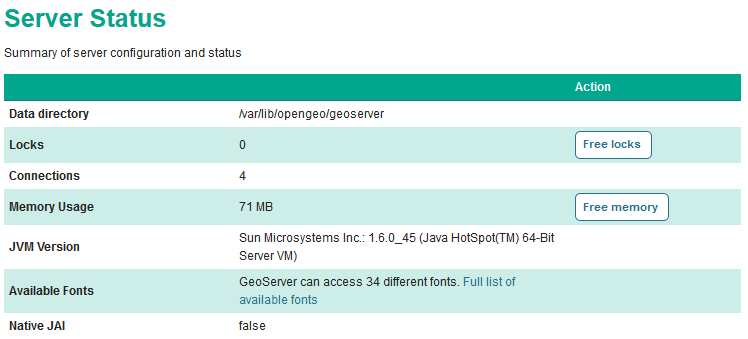 Server Status
Summary of server configuration and status
Action
Data directory /var/lib/opengeo/geoserver
Locks 0 Free locks
Connections 4
Memory Usage 71 MB Free memory
JVM Version Sun Microsystems Inc.: 1.6.0_45 (Java HotSpot(TM) 64-Bit
Server VM)
Available Fonts GeoServer can access 34 different fonts. Full list of
available fonts
Native JAI false